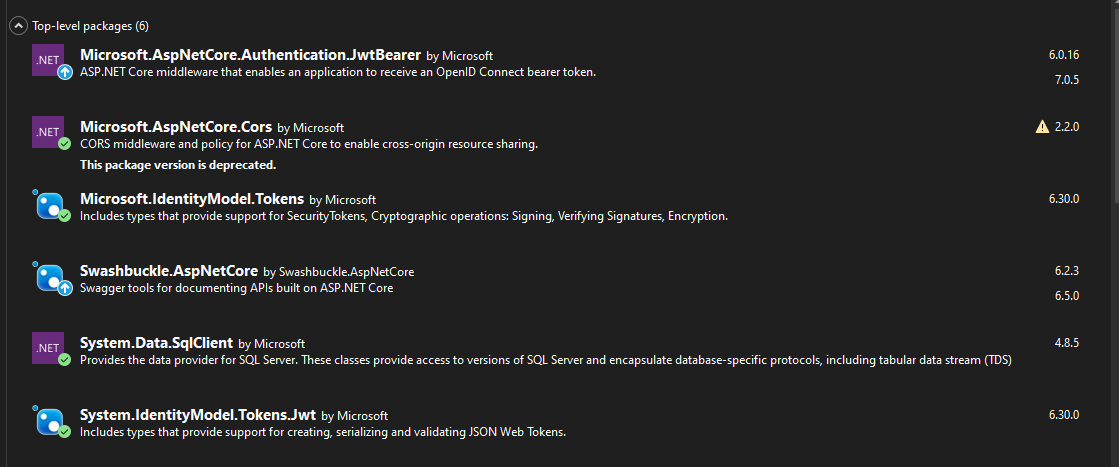 Top-level packages (6)
.NET
Microsoft.AspNetCore.Authentication.JwtBearer by Microsoft 6.0.16
ASP.NET Core middleware that enables an application to receive an OpenID Connect bearer token.
7.0.5
.NET
Microsoft.AspNetCore.Cors by Microsoft 2.2.0
CORS middleware and policy for ASP.NET Core to enable cross-origin resource sharing.
This package version is deprecated.
Microsoft.IdentityModel.Tokens by Microsoft 6.30.0
Includes types that provide support for SecurityTokens, Cryptographic operations: Signing, Verifying Signatures, Encryption.
Swashbuckle.AspNetCore by Swashbuckle.AspNetCore 6.2.3
Swagger tools for documenting APIs built on ASP.NET Core
6.5.0
.NET
System.Data.SqlClient by Microsoft 4.8.5
Provides the data provider for SQL Server. These classes provide access to versions of SQL Server and encapsulate database-specific protocols, including tabular data stream (TDS)
System.IdentityModel.Tokens.Jwt by Microsoft 6.30.0
Includes types that provide support for creating, serializing and validating JSON Web Tokens.